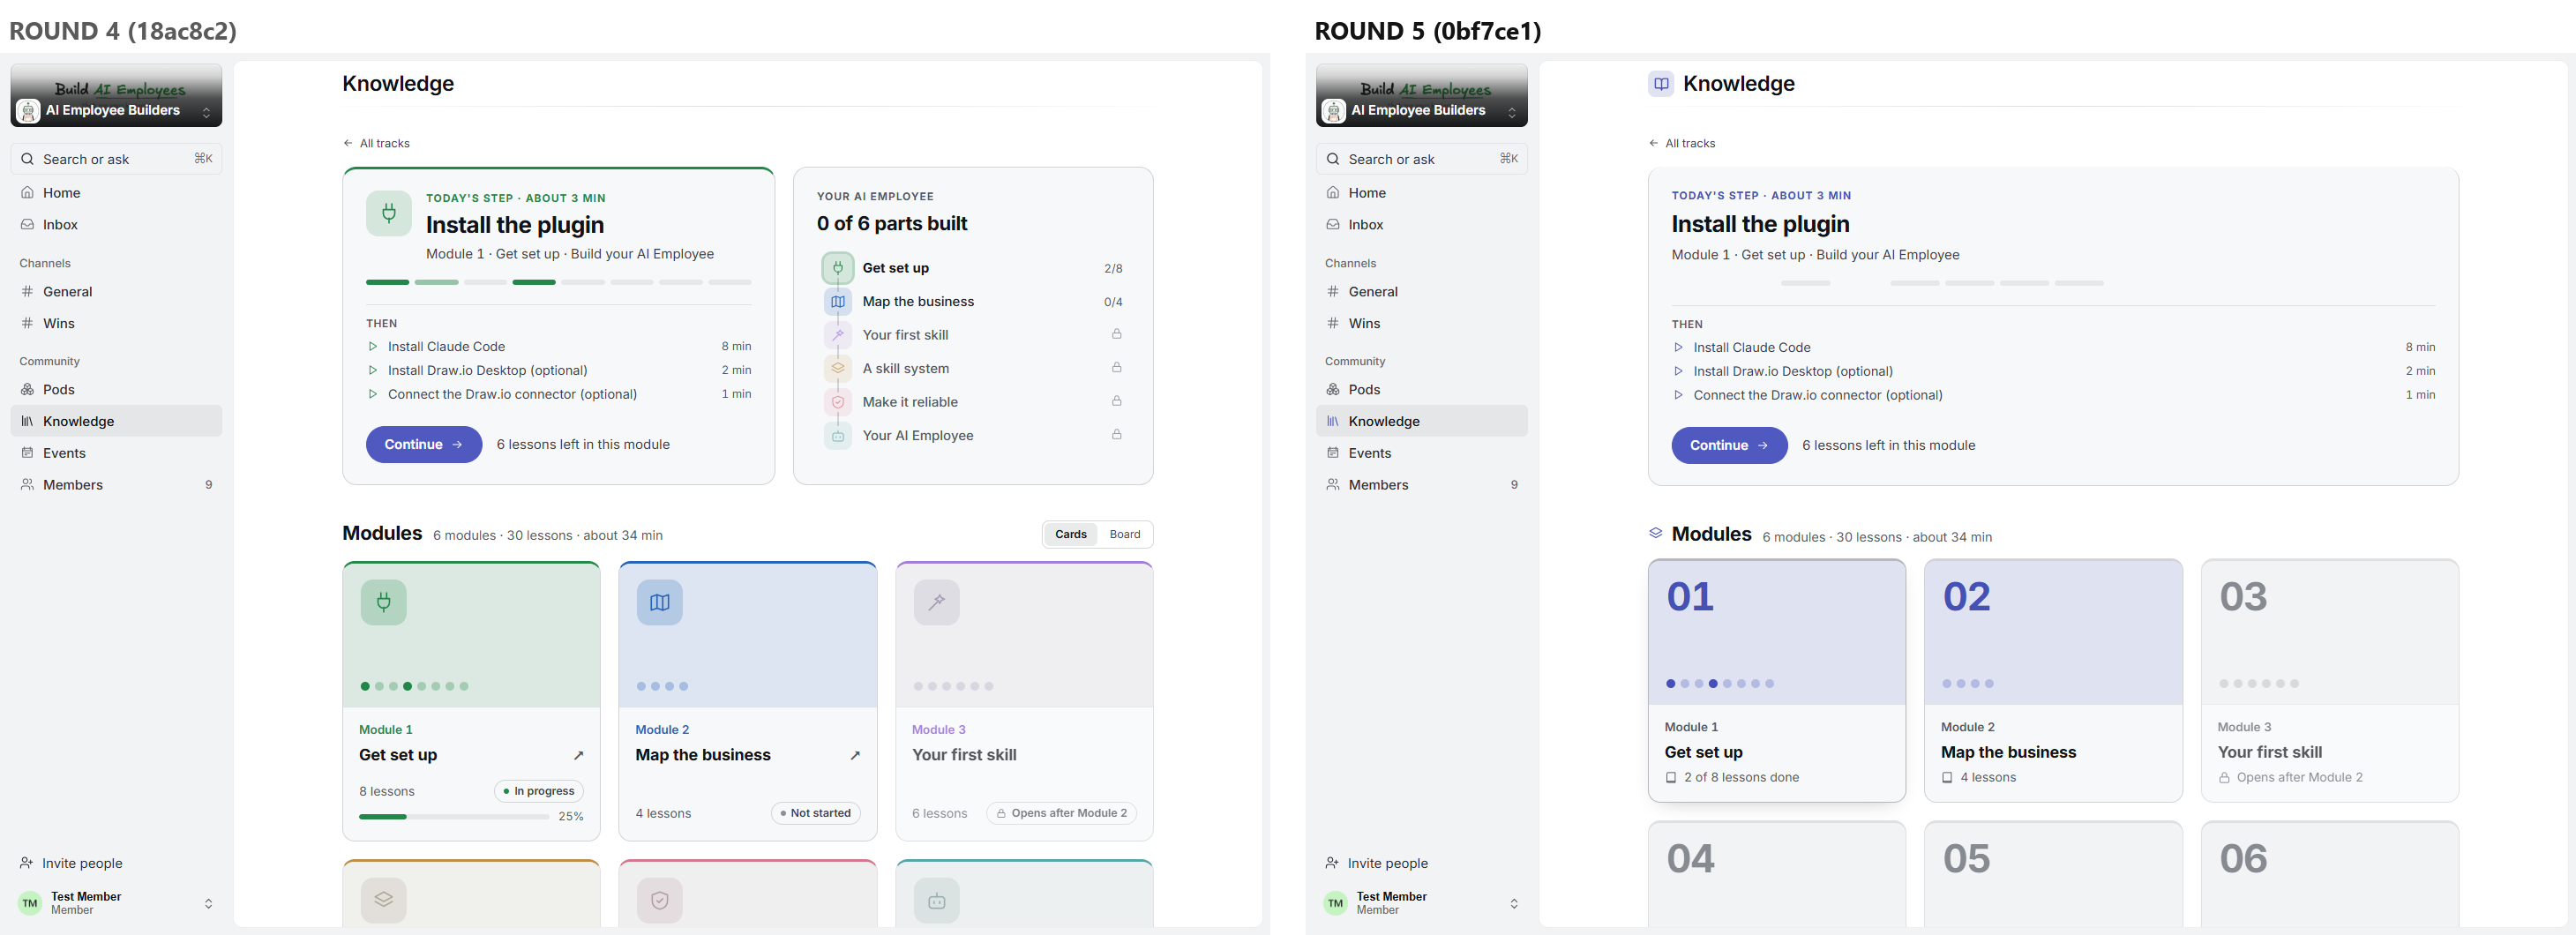 ROUND 4 (18ac8c2)
Build AI Employees
AI Employee Builders
Search or ask ⌘K
Home
Inbox
Channels
# General
# Wins
Community
Pods
Knowledge
Events
Members 9
Invite people
TM
Test Member
Member
Knowledge
← All tracks
TODAY'S STEP · ABOUT 3 MIN
Install the plugin
Module 1 · Get set up · Build your AI Employee
THEN
Install Claude Code 8 min
Install Draw.io Desktop (optional) 2 min
Connect the Draw.io connector (optional) 1 min
Continue → 6 lessons left in this module
YOUR AI EMPLOYEE
0 of 6 parts built
Get set up 2/8
Map the business 0/4
Your first skill
A skill system
Make it reliable
Your AI Employee
Modules 6 modules · 30 lessons · about 34 min
Cards Board
Module 1
Get set up ↗
8 lessons • In progress
25%
Module 2
Map the business ↗
4 lessons • Not started
Module 3
Your first skill
6 lessons Opens after Module 2
ROUND 5 (0bf7ce1)
Build AI Employees
AI Employee Builders
Search or ask ⌘K
Home
Inbox
Channels
# General
# Wins
Community
Pods
Knowledge
Events
Members 9
Invite people
TM
Test Member
Member
Knowledge
← All tracks
TODAY'S STEP · ABOUT 3 MIN
Install the plugin
Module 1 · Get set up · Build your AI Employee
THEN
Install Claude Code 8 min
Install Draw.io Desktop (optional) 2 min
Connect the Draw.io connector (optional) 1 min
Continue → 6 lessons left in this module
Modules 6 modules · 30 lessons · about 34 min
01
Module 1
Get set up
2 of 8 lessons done
02
Module 2
Map the business
4 lessons
03
Module 3
Your first skill
Opens after Module 2
04
05
06